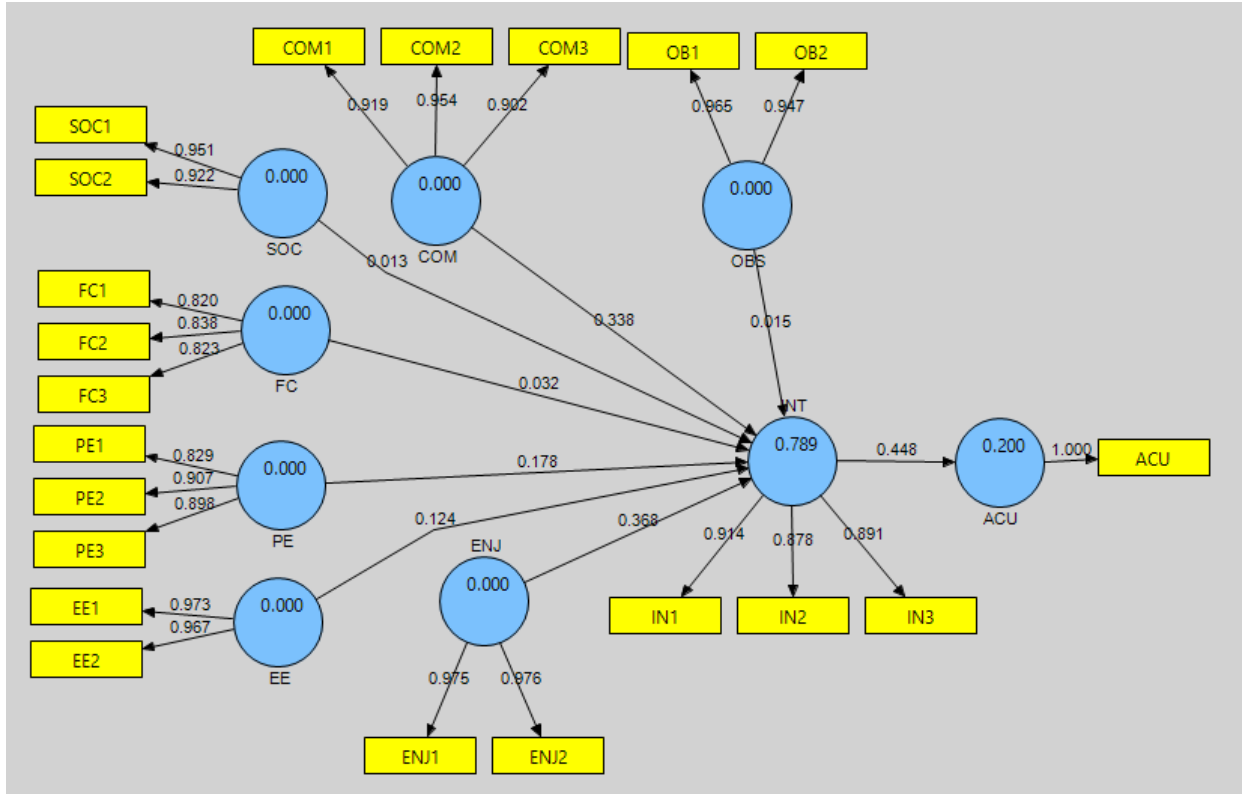 COM1
COM2
COM3
OB1
OB2
0.919
0.954
0.902
0.965
0.947
SOC1
SOC2
0.951
0.922
0.000
SOC
0.000
COM
0.000
OBS
0.013
0.338
0.015
FC1
FC2
FC3
0.820
0.838
0.823
0.000
FC
0.032
INT
0.789
0.448
0.200
ACU
1.000
ACU
PE1
PE2
PE3
0.829
0.907
0.898
0.000
PE
0.178
0.124
0.368
ENJ
0.000
0.914
0.878
0.891
IN1
IN2
IN3
EE1
EE2
0.973
0.967
0.000
EE
0.975
0.976
ENJ1
ENJ2